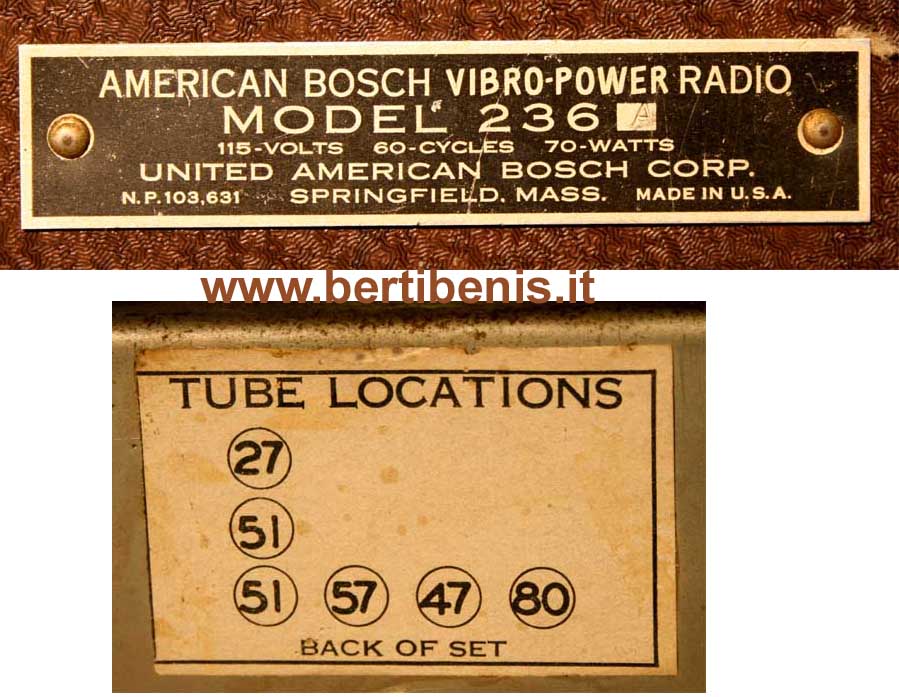 AMERICAN BOSCH VIBRO-POWER RADIO
MODEL 236 A
115-VOLTS 60-CYCLES 70-WATTS
UNITED AMERICAN BOSCH CORP.
N.P.103,631 SPRINGFIELD, MASS. MADE IN U.S.A.
www.bertibenis.it
TUBE LOCATIONS
27
51
51 57 47 80
BACK OF SET